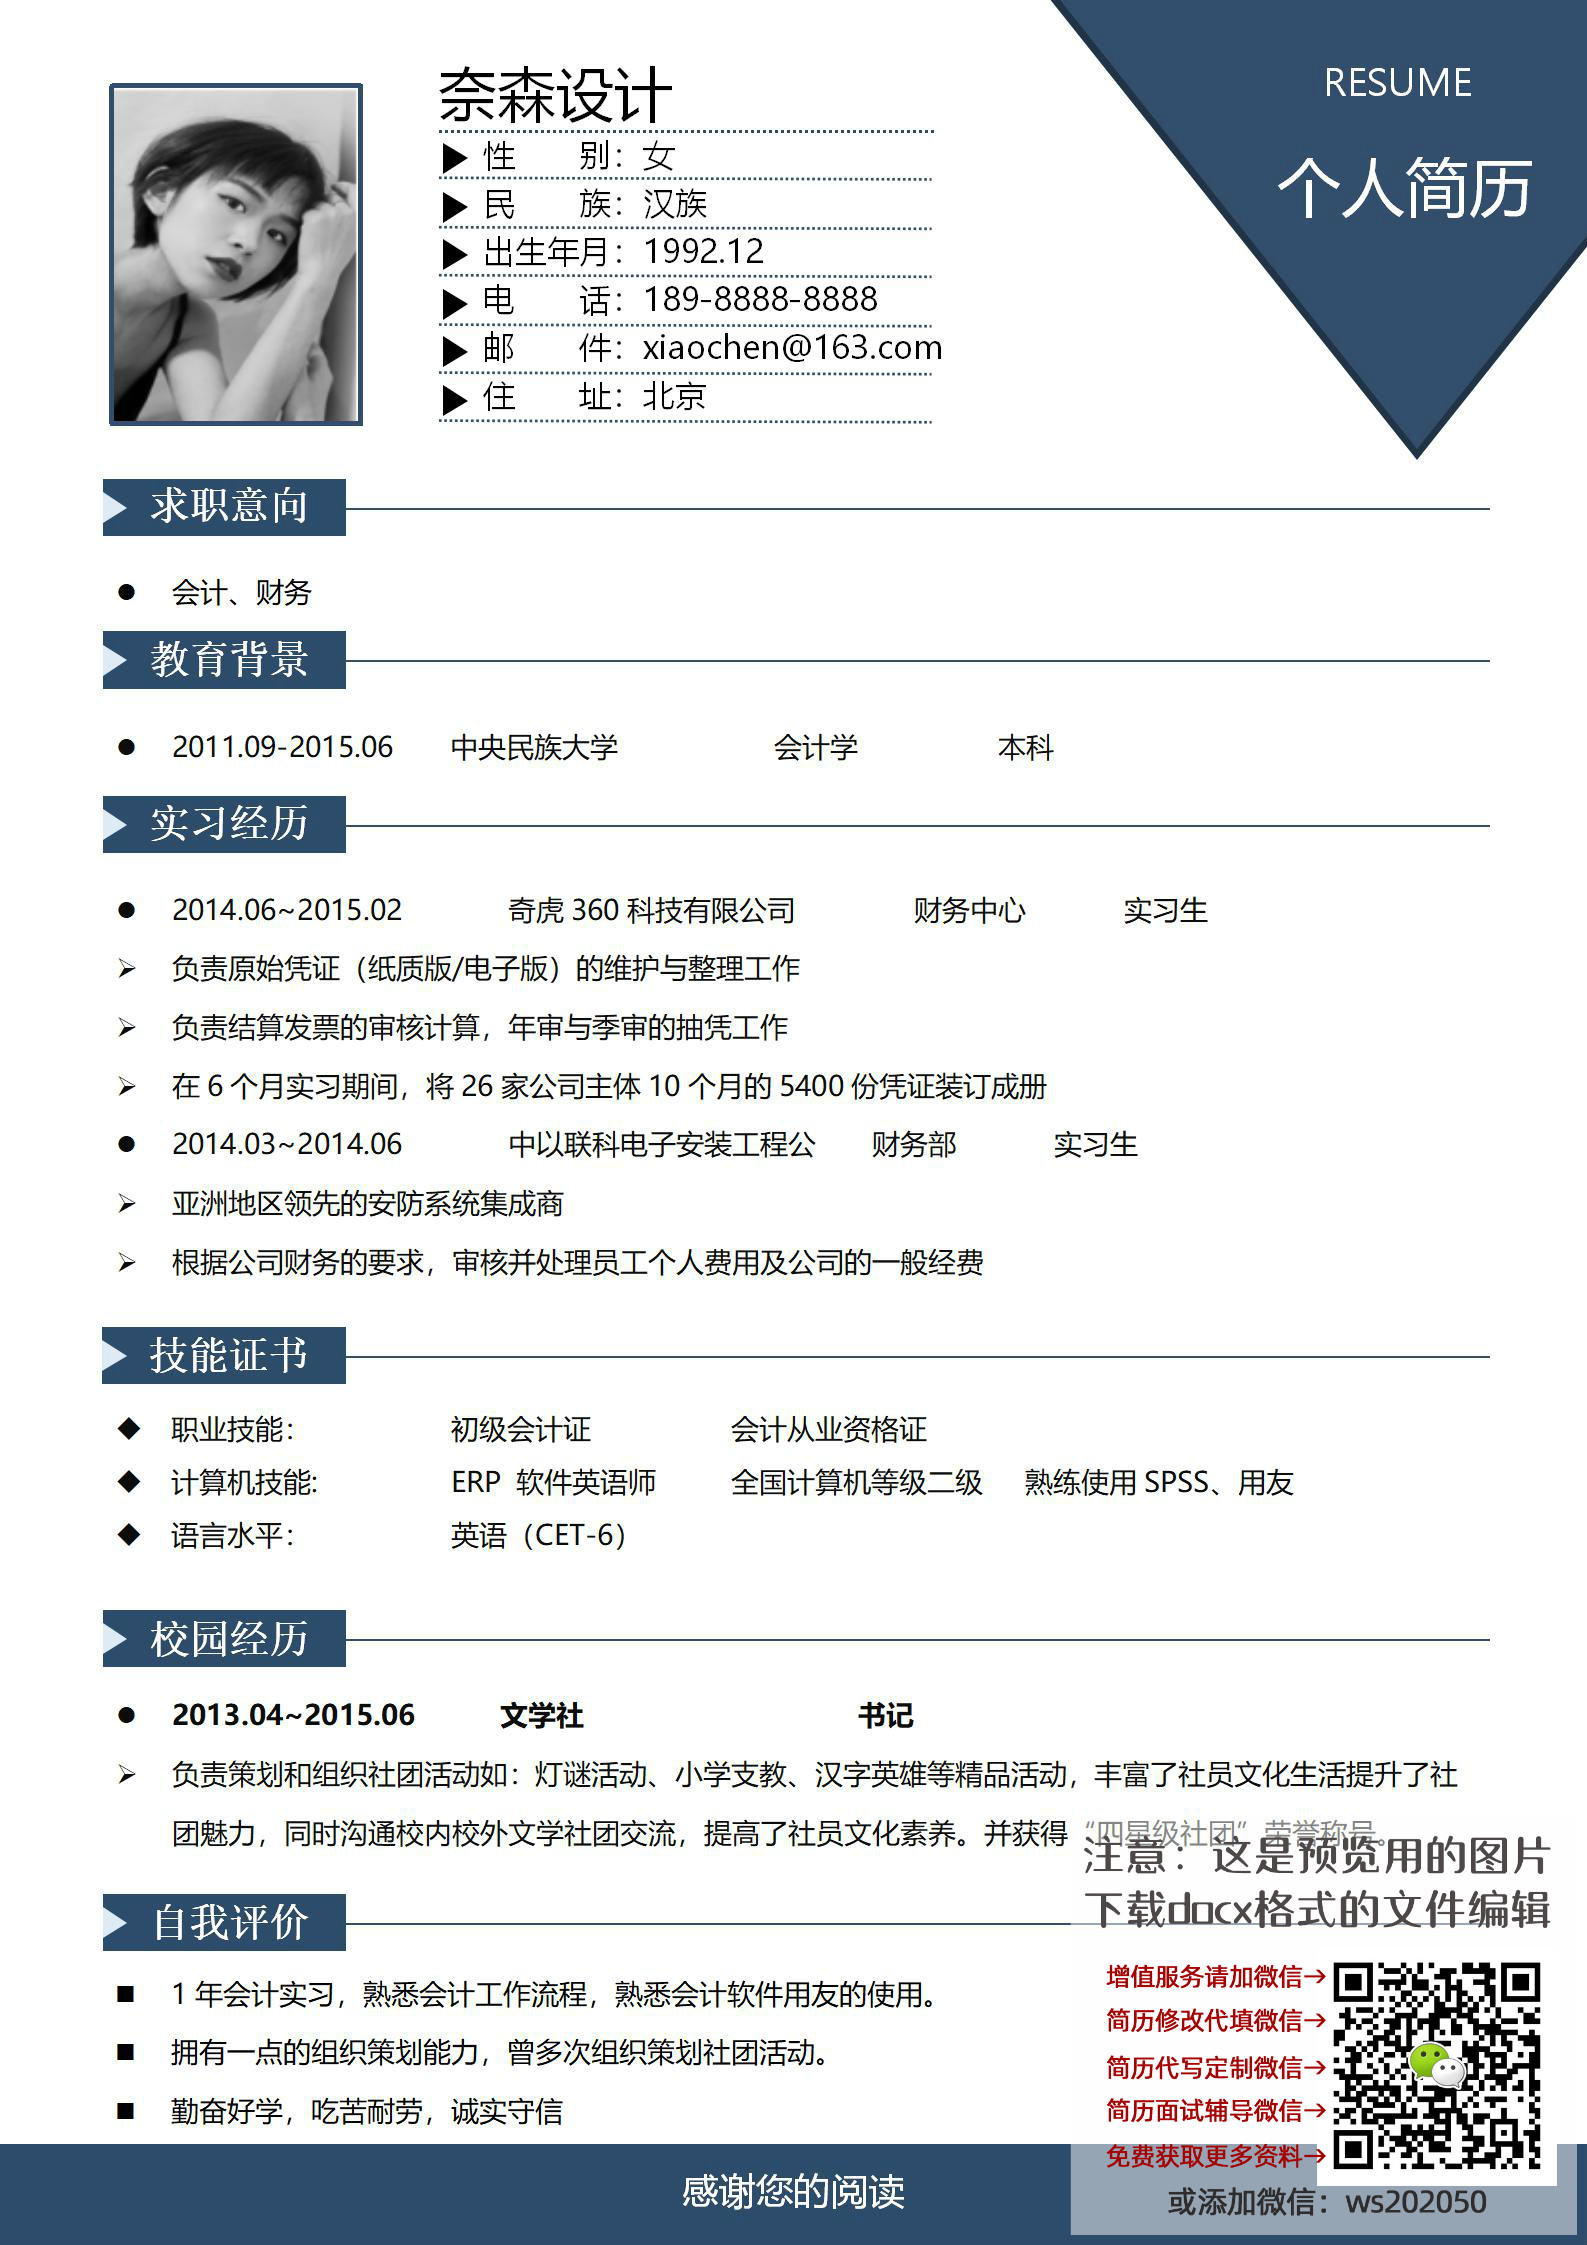 RESUME
个人简历
奈森设计
性 别：女
民 族：汉族
出生年月：1992.12
电 话：189-8888-8888
邮 件：xiaochen@163.com
住 址：北京
求职意向
会计、财务
教育背景
2011.09-2015.06 中央民族大学 会计学 本科
实习经历
2014.06~2015.02 奇虎 360 科技有限公司 财务中心 实习生
负责原始凭证（纸质版/电子版）的维护与整理工作
负责结算发票的审核计算，年审与季审的抽凭工作
在 6 个月实习期间，将 26 家公司主体 10 个月的 5400 份凭证装订成册
2014.03~2014.06 中以联科电子安装工程公 财务部 实习生
亚洲地区领先的安防系统集成商
根据公司财务的要求，审核并处理员工个人费用及公司的一般经费
技能证书
职业技能： 初级会计证 会计从业资格证
计算机技能: ERP 软件英语师 全国计算机等级二级 熟练使用 SPSS、用友
语言水平： 英语（CET-6）
校园经历
2013.04~2015.06 文学社 书记
负责策划和组织社团活动如：灯谜活动、小学支教、汉字英雄等精品活动，丰富了社员文化生活提升了社
团魅力，同时沟通校内校外文学社团交流，提高了社员文化素养。并获得“四星级社团”荣誉称号。
注意：这是预览用的图片
下载docx格式的文件编辑
自我评价
1 年会计实习，熟悉会计工作流程，熟悉会计软件用友的使用。
拥有一点的组织策划能力，曾多次组织策划社团活动。
勤奋好学，吃苦耐劳，诚实守信
增值服务请加微信→
简历修改代填微信→
简历代写定制微信→
简历面试辅导微信→
免费获取更多资料→
或添加微信：ws202050
感谢您的阅读